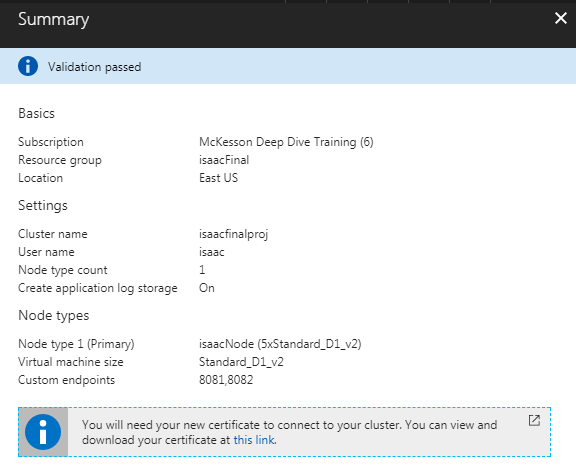 Summary
Validation passed
Basics
Subscription McKesson Deep Dive Training (6)
Resource group isaacFinal
Location East US
Settings
Cluster name isaacfinalproj
User name isaac
Node type count 1
Create application log storage On
Node types
Node type 1 (Primary) isaacNode (5xStandard_D1_v2)
Virtual machine size Standard_D1_v2
Custom endpoints 8081,8082
You will need your new certificate to connect to your cluster. You can view and
download your certificate at this link.